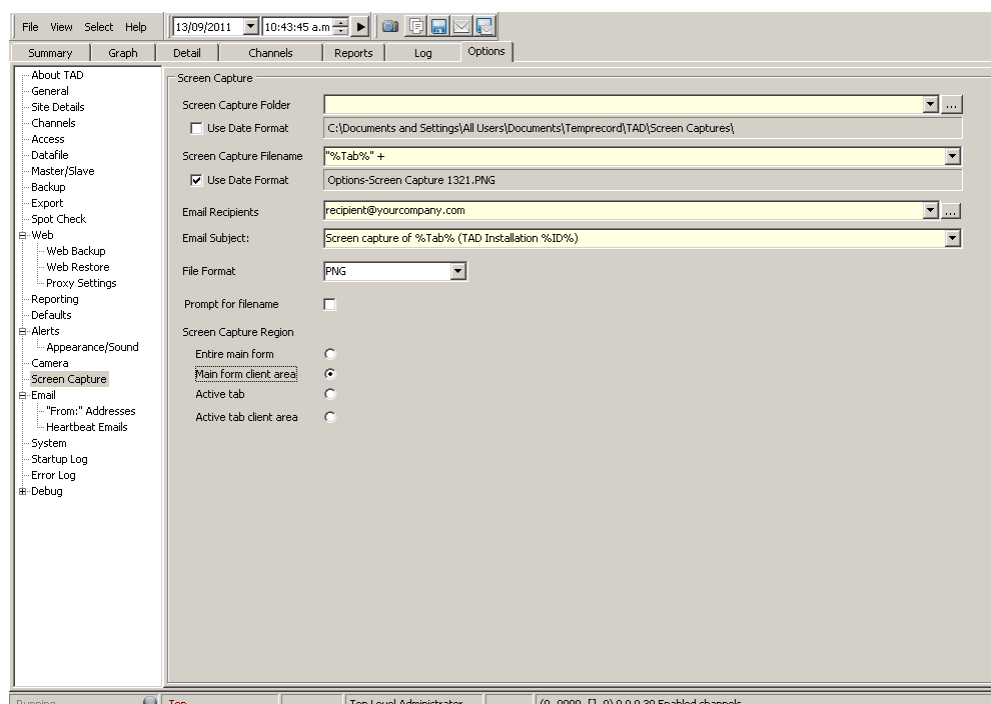 File View Select Help 13/09/2011 10:43:45 a.m
Summary Graph Detail Channels Reports Log Options
About TAD
General
Site Details
Channels
Access
Datafile
Master/Slave
Backup
Export
Spot Check
Web
Web Backup
Web Restore
Proxy Settings
Reporting
Defaults
Alerts
Appearance/Sound
Camera
Screen Capture
Email
"From:" Addresses
Heartbeat Emails
System
Startup Log
Error Log
Debug
Screen Capture
Screen Capture Folder ...
Use Date Format C:\Documents and Settings\All Users\Documents\Temprecord\TAD\Screen Captures\
Screen Capture Filename "%Tab%" +
Use Date Format Options-Screen Capture 1321.PNG
Email Recipients recipient@yourcompany.com ...
Email Subject: Screen capture of %Tab% (TAD Installation %ID%)
File Format PNG
Prompt for filename
Screen Capture Region
Entire main form
Main form client area
Active tab
Active tab client area
Running Top Top Level Administrator Enabled channels